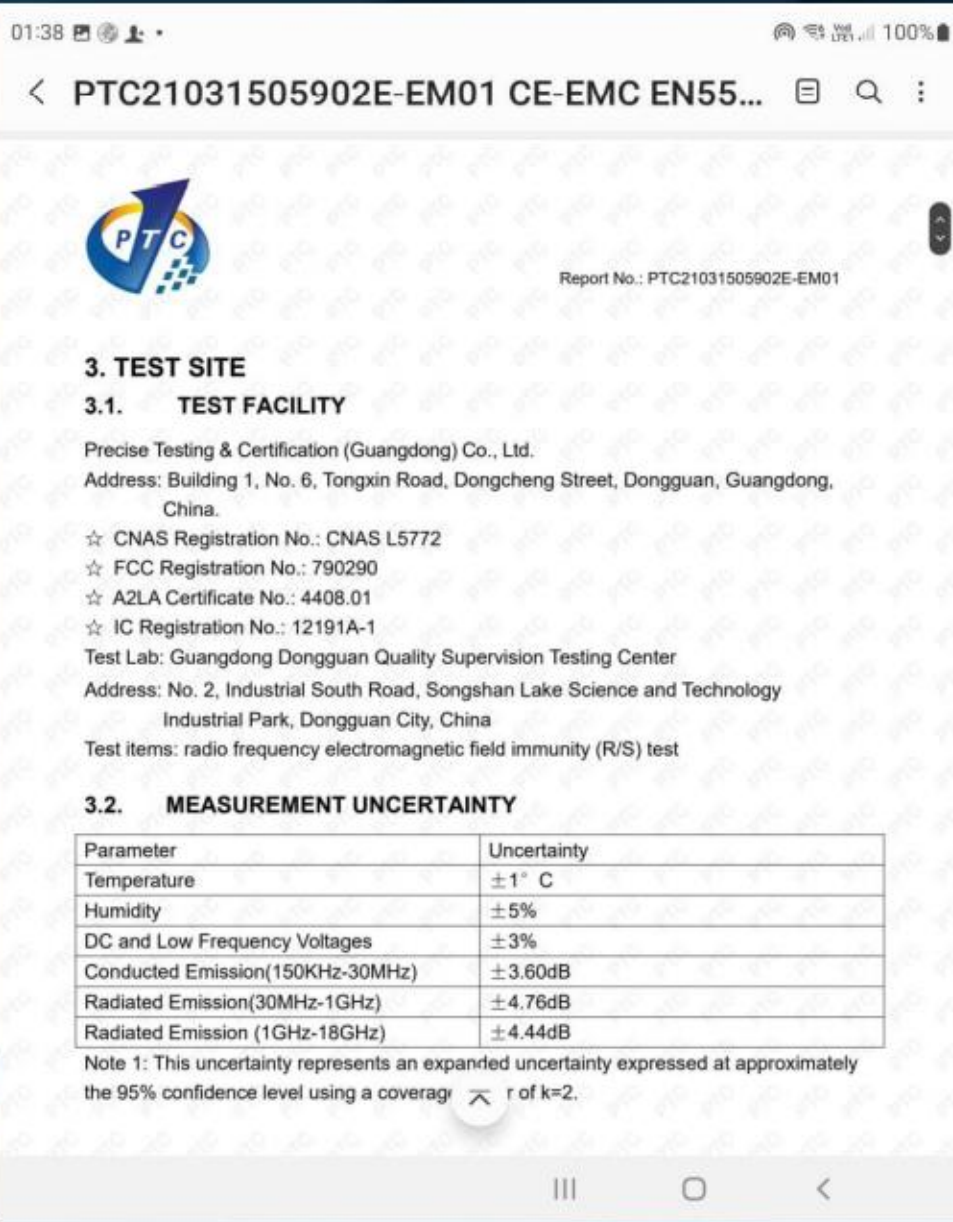 01:38
100%
PTC21031505902E-EM01 CE-EMC EN55...
PTC
Report No.: PTC21031505902E-EM01
3. TEST SITE
3.1. TEST FACILITY
Precise Testing & Certification (Guangdong) Co., Ltd.
Address: Building 1, No. 6, Tongxin Road, Dongcheng Street, Dongguan, Guangdong,
China.
☆ CNAS Registration No.: CNAS L5772
☆ FCC Registration No.: 790290
☆ A2LA Certificate No.: 4408.01
☆ IC Registration No.: 12191A-1
Test Lab: Guangdong Dongguan Quality Supervision Testing Center
Address: No. 2, Industrial South Road, Songshan Lake Science and Technology
Industrial Park, Dongguan City, China
Test items: radio frequency electromagnetic field immunity (R/S) test
3.2. MEASUREMENT UNCERTAINTY
Parameter Uncertainty
Temperature ±1° C
Humidity ±5%
DC and Low Frequency Voltages ±3%
Conducted Emission(150KHz-30MHz) ±3.60dB
Radiated Emission(30MHz-1GHz) ±4.76dB
Radiated Emission (1GHz-18GHz) ±4.44dB
Note 1: This uncertainty represents an expanded uncertainty expressed at approximately
the 95% confidence level using a coverag r of k=2.